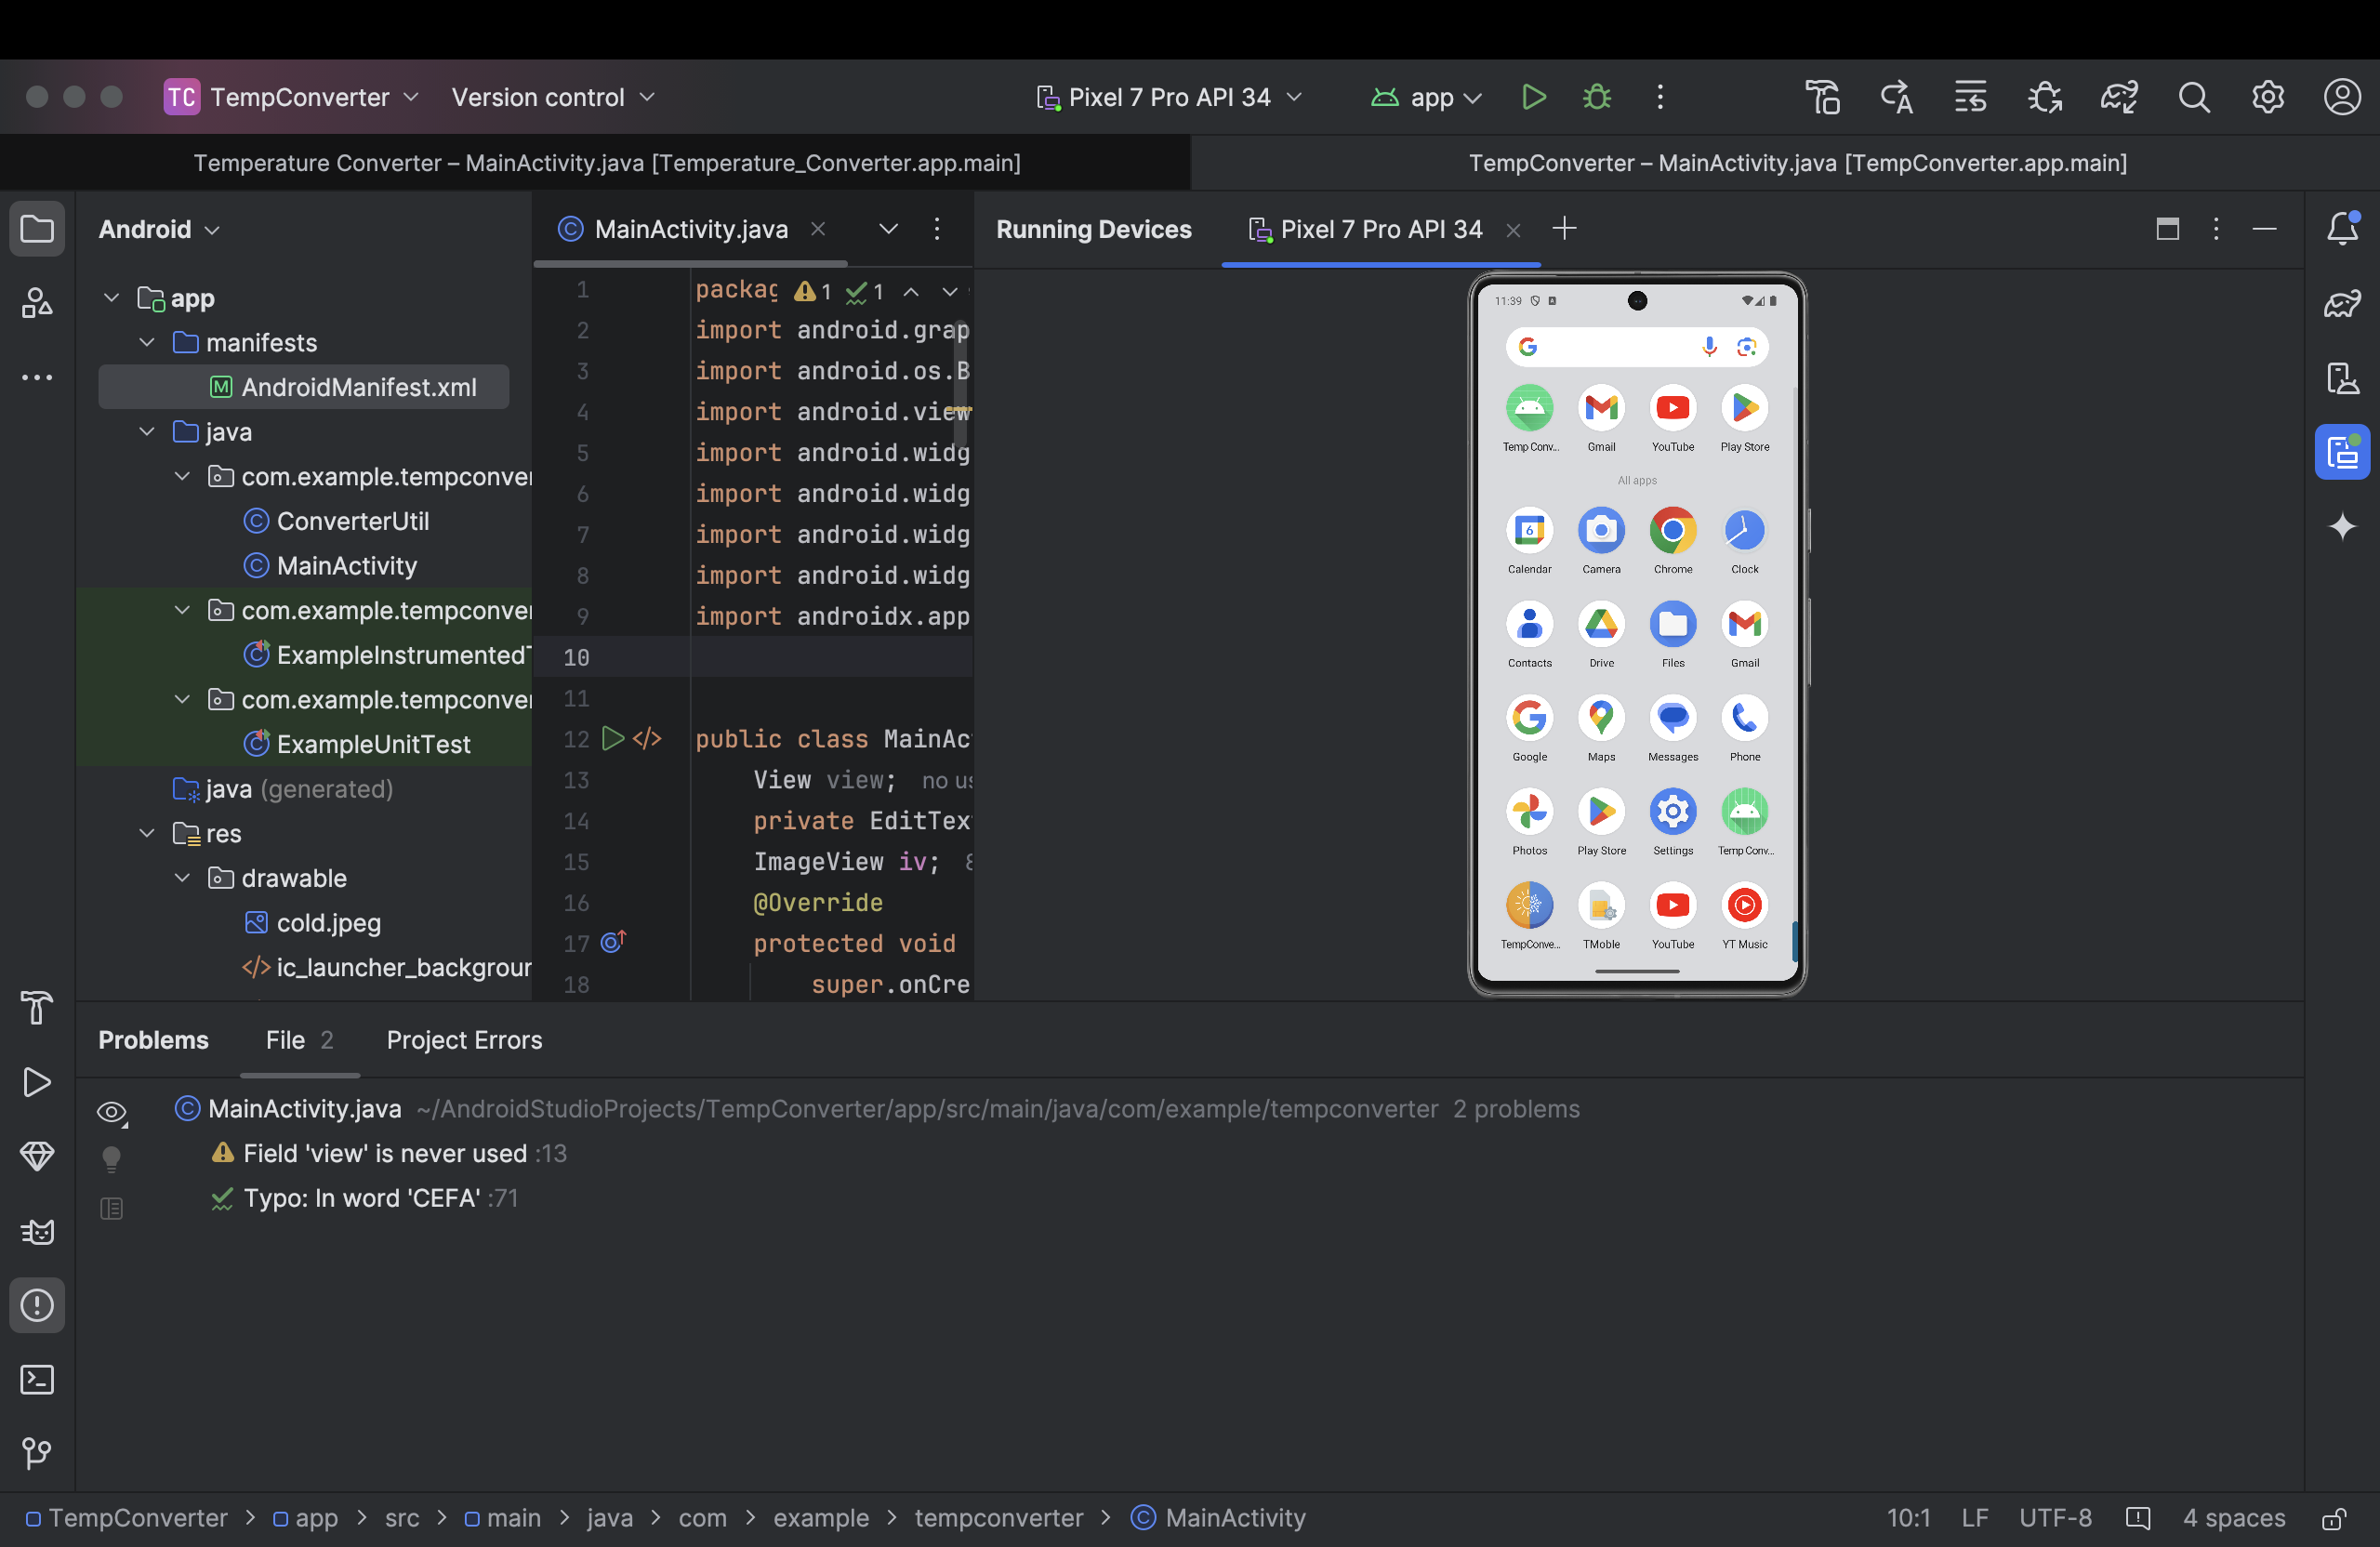 TC TempConverter Version control Pixel 7 Pro API 34 app
Temperature Converter – MainActivity.java [Temperature_Converter.app.main] TempConverter – MainActivity.java [TempConverter.app.main]
Android
app
manifests
AndroidManifest.xml
java
com.example.tempconver
ConverterUtil
MainActivity
com.example.tempconver
ExampleInstrumentedT
com.example.tempconver
ExampleUnitTest
java (generated)
res
drawable
cold.jpeg
ic_launcher_backgroun
MainActivity.java
1 packag 1 1
2 import android.grap
3 import android.os.B
4 import android.view
5 import android.widg
6 import android.widg
7 import android.widg
8 import android.widg
9 import androidx.app
10
11
12 public class MainAc
13 View view; no us
14 private EditTex
15 ImageView iv; 8
16 @Override
17 protected void
18 super.onCre
Running Devices Pixel 7 Pro API 34
11:39
Temp Conv... Gmail YouTube Play Store
All apps
6
Calendar Camera Chrome Clock
Contacts Drive Files Gmail
Google Maps Messages Phone
Photos Play Store Settings Temp Conv...
TempConve... TMoble YouTube YT Music
Problems File 2 Project Errors
MainActivity.java ~/AndroidStudioProjects/TempConverter/app/src/main/java/com/example/tempconverter 2 problems
Field 'view' is never used :13
Typo: In word 'CEFA' :71
TempConverter > app > src > main > java > com > example > tempconverter > MainActivity 10:1 LF UTF-8 4 spaces